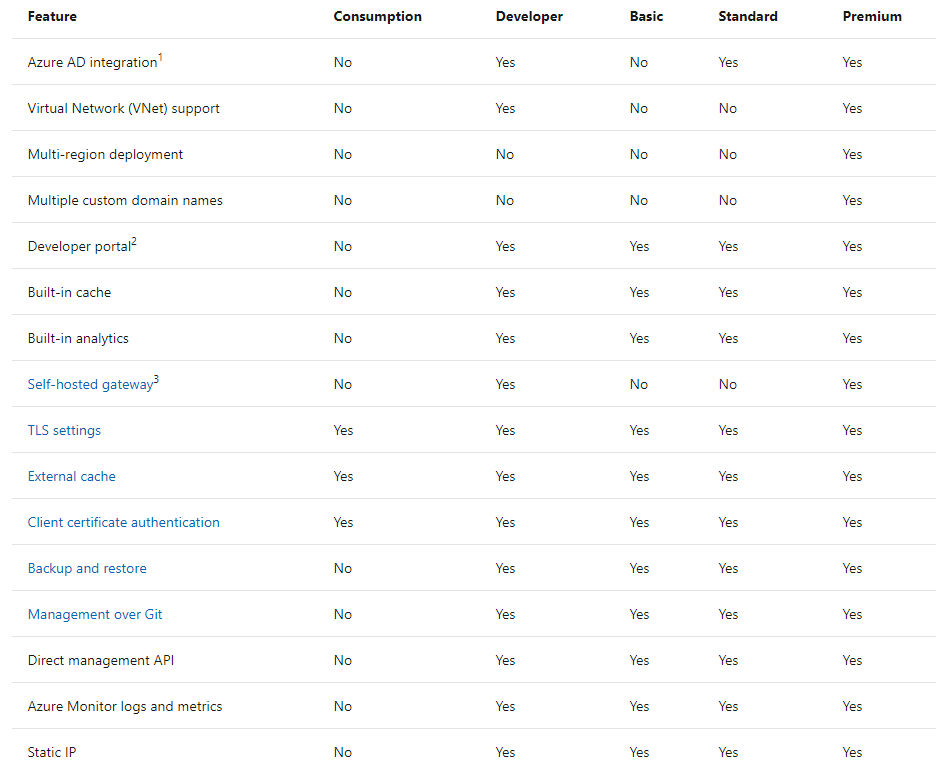 Feature Consumption Developer Basic Standard Premium
Azure AD integration1 No Yes No Yes Yes
Virtual Network (VNet) support No Yes No No Yes
Multi-region deployment No No No No Yes
Multiple custom domain names No No No No Yes
Developer portal2 No Yes Yes Yes Yes
Built-in cache No Yes Yes Yes Yes
Built-in analytics No Yes Yes Yes Yes
Self-hosted gateway3 No Yes No No Yes
TLS settings Yes Yes Yes Yes Yes
External cache Yes Yes Yes Yes Yes
Client certificate authentication Yes Yes Yes Yes Yes
Backup and restore No Yes Yes Yes Yes
Management over Git No Yes Yes Yes Yes
Direct management API No Yes Yes Yes Yes
Azure Monitor logs and metrics No Yes Yes Yes Yes
Static IP No Yes Yes Yes Yes